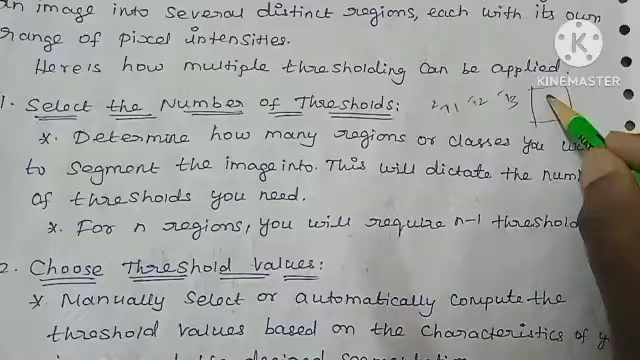 an image into several distinct regions, each with its own
range of pixel intensities.
Here is how multiple thresholding can be applied:
KINEMASTER
1. Select the Number of Thresholds:
* Determine how many regions or classes you
to segment the image into. This will dictate the num
of thresholds you need.
* For n regions, you will require n-1 threshold
2. Choose Threshold Values:
* Manually select or automatically compute the
threshold values based on the characteristics of y